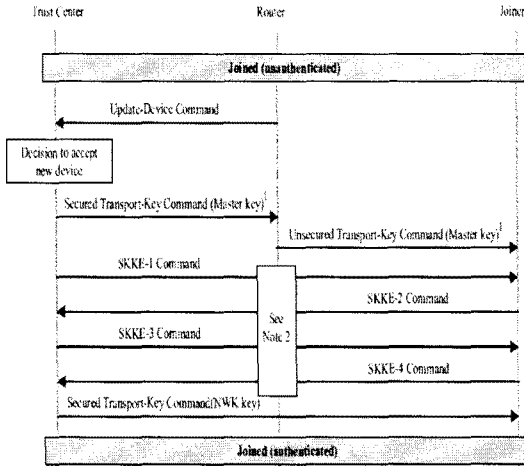 Trust Center Router Joiner
Joined (unauthenticated)
Update-Device Command
Decision to accept
new device
Secured Transport-Key Command (Master key)¹
Unsecured Transport-Key Command (Master key)¹
SKKE-1 Command
SKKE-2 Command
See
Note 2
SKKE-3 Command
SKKE-4 Command
Secured Transport-Key Command(NWK key)
Joined (authenticated)